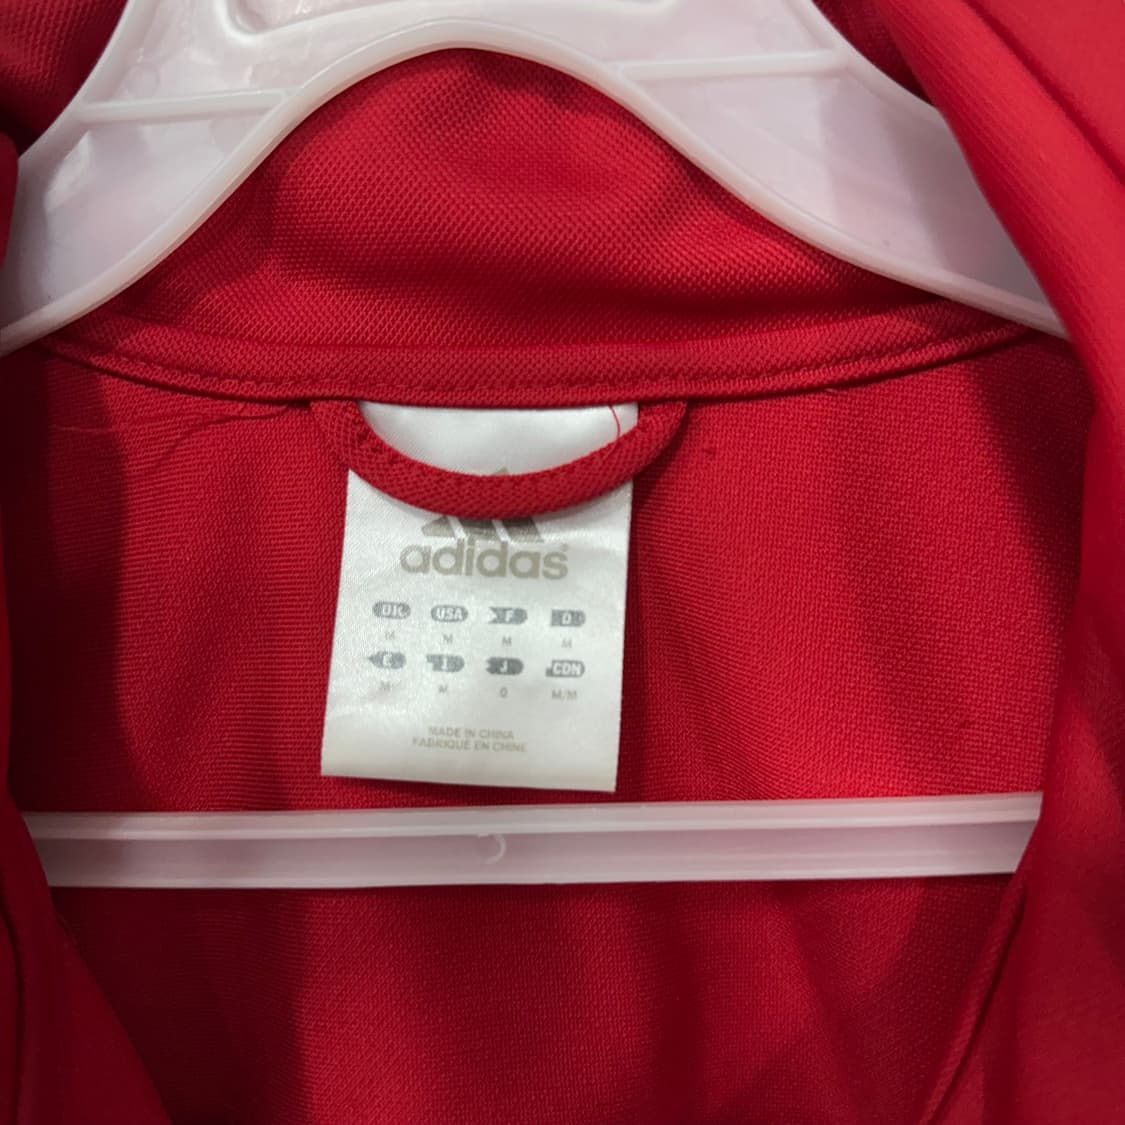 adidas
UK USA F D
M M M M
E I J CDN
M M O M/M
MADE IN CHINA
FABRIQUÉ EN CHINE